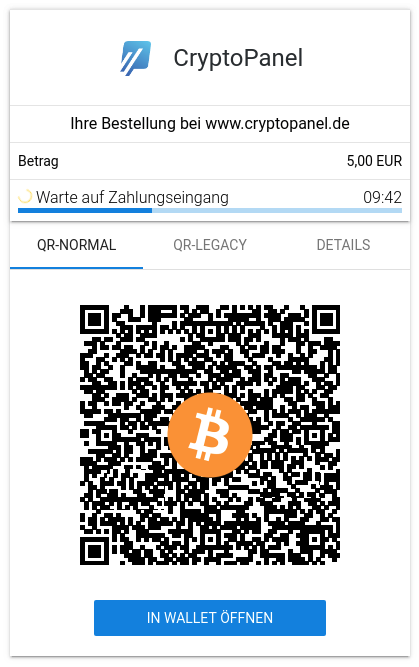 CryptoPanel
Ihre Bestellung bei www.cryptopanel.de
Betrag 5,00 EUR
Warte auf Zahlungseingang 09:42
QR-NORMAL QR-LEGACY DETAILS
IN WALLET ÖFFNEN